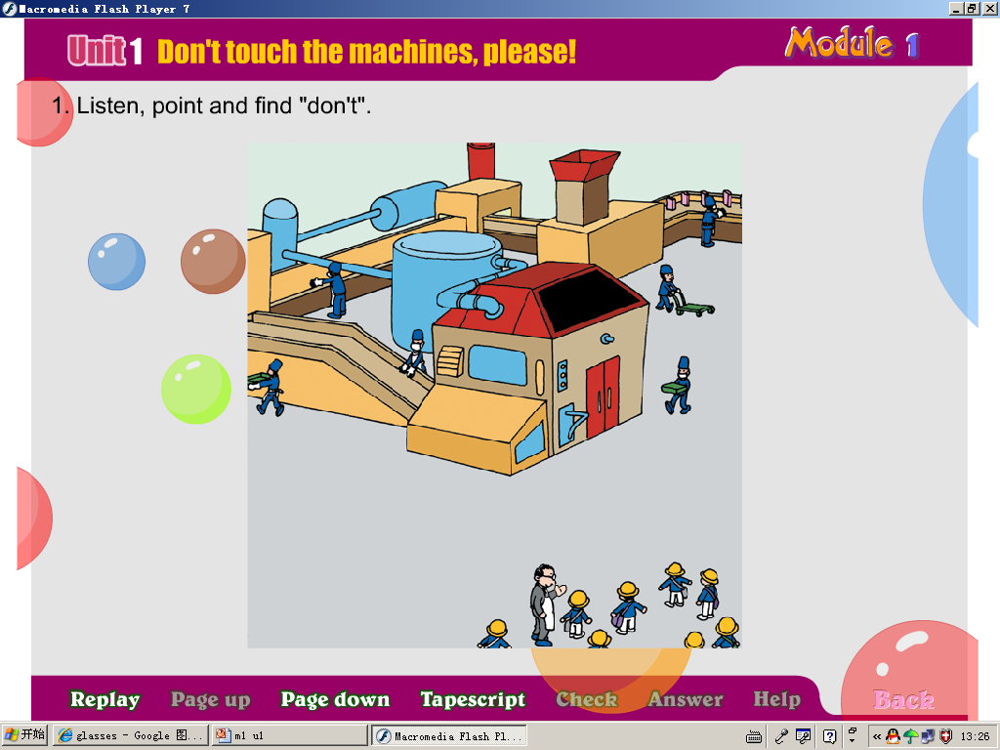 Macromedia Flash Player 7
Unit 1 Don't touch the machines, please!
Module 1
1. Listen, point and find "don't".
Replay Page up Page down Tapescript Check Answer Help Back
开始 glasses - Google 图... m1 u1 Macromedia Flash Pl... « 13:26